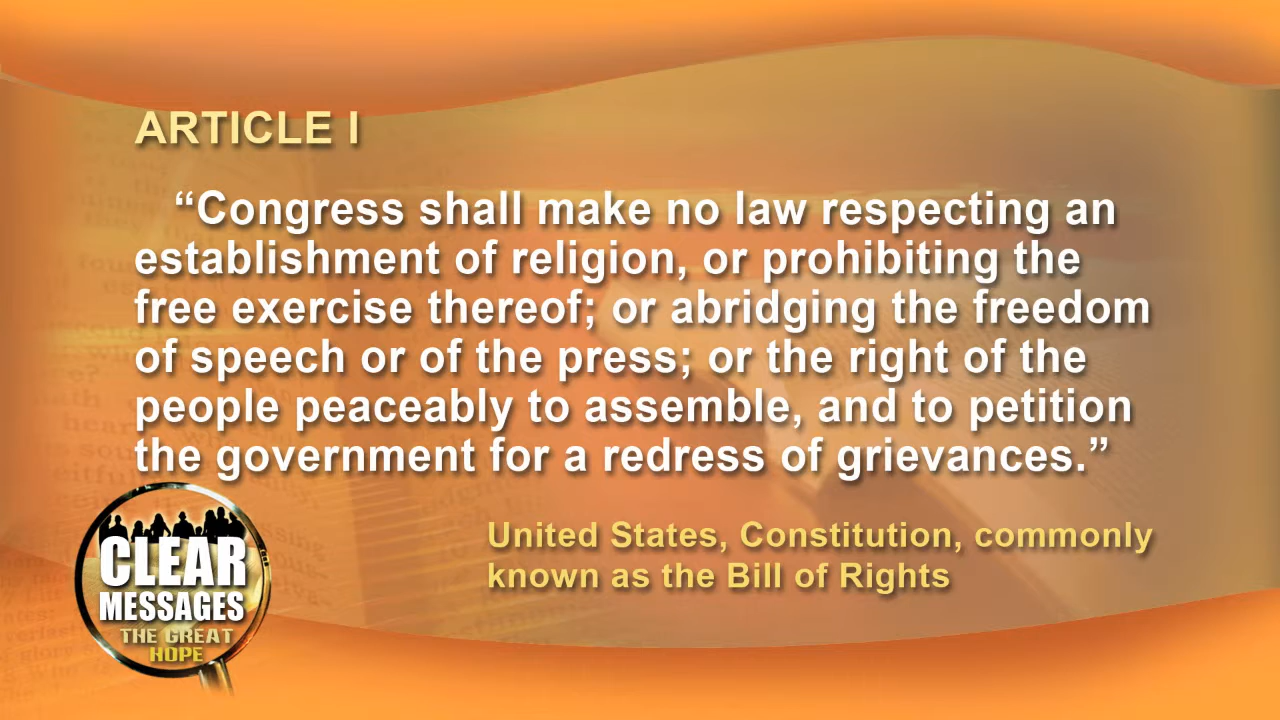 ARTICLE I
“Congress shall make no law respecting an
establishment of religion, or prohibiting the
free exercise thereof; or abridging the freedom
of speech or of the press; or the right of the
people peaceably to assemble, and to petition
the government for a redress of grievances.”
United States, Constitution, commonly
known as the Bill of Rights
CLEAR
MESSAGES
THE GREAT
HOPE